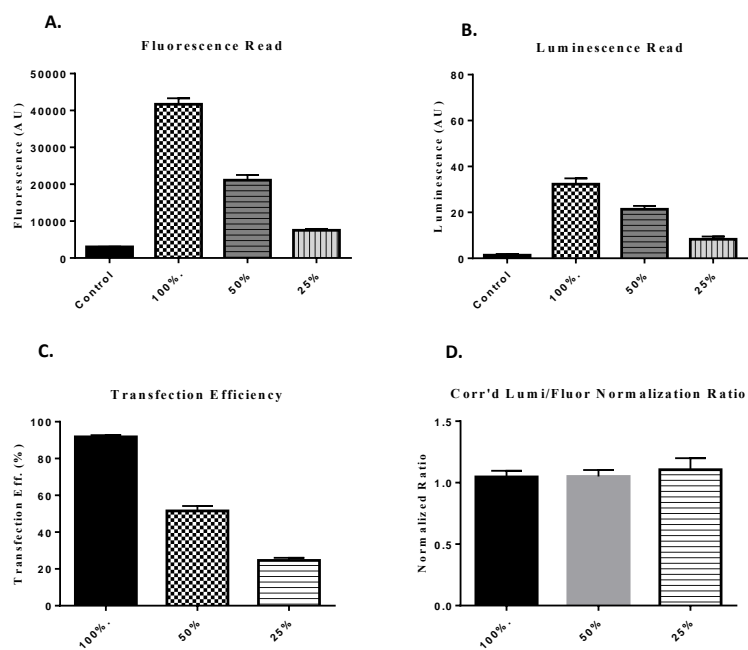 A.
Fluorescence Read
Fluorescence (AU)
50000
40000
30000
20000
10000
0
Control
100%.
50%
25%
B.
Luminescence Read
Luminescence (AU)
80
60
40
20
0
Control
100%.
50%
25%
C.
Transfection Efficiency
Transfection Eff. (%)
100
80
60
40
20
0
100%.
50%
25%
D.
Corr'd Lumi/Fluor Normalization Ratio
Normalized Ratio
1.5
1.0
0.5
0.0
100%.
50%
25%